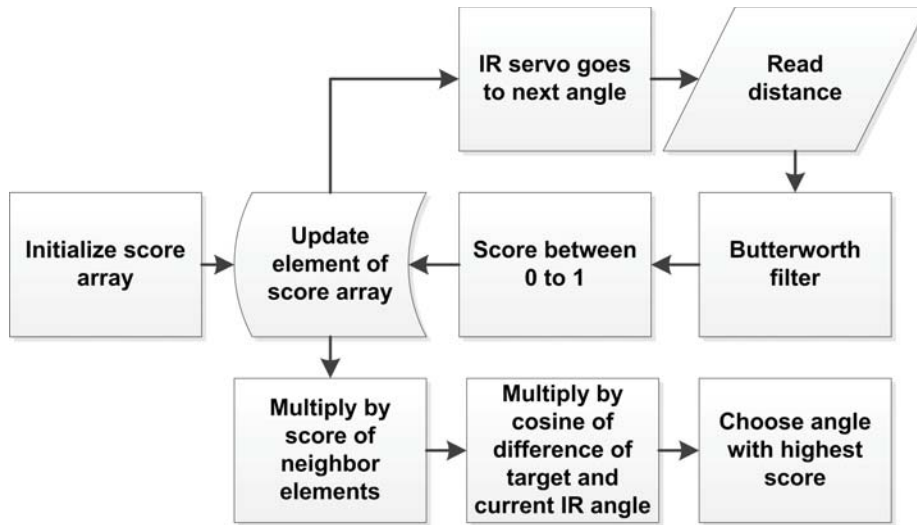 IR servo goes
to next angle
Read
distance
Initialize score
array
Update
element of
score array
Score between
0 to 1
Butterworth
filter
Multiply by
score of
neighbor
elements
Multiply by
cosine of
difference of
target and
current IR angle
Choose angle
with highest
score